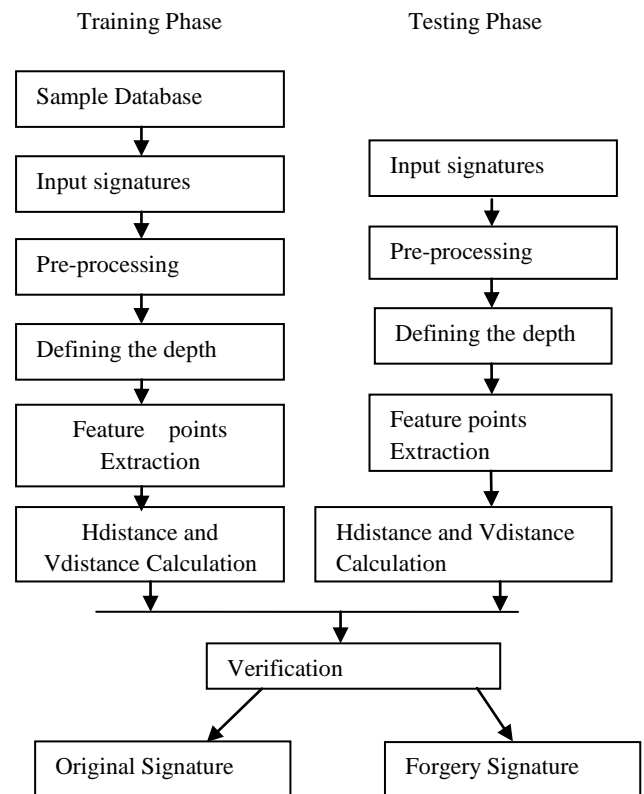 Training Phase
Testing Phase
Sample Database
Input signatures
Pre-processing
Defining the depth
Feature points
Extraction
Hdistance and
Vdistance Calculation
Input signatures
Pre-processing
Defining the depth
Feature points
Extraction
Hdistance and Vdistance
Calculation
Verification
Original Signature
Forgery Signature